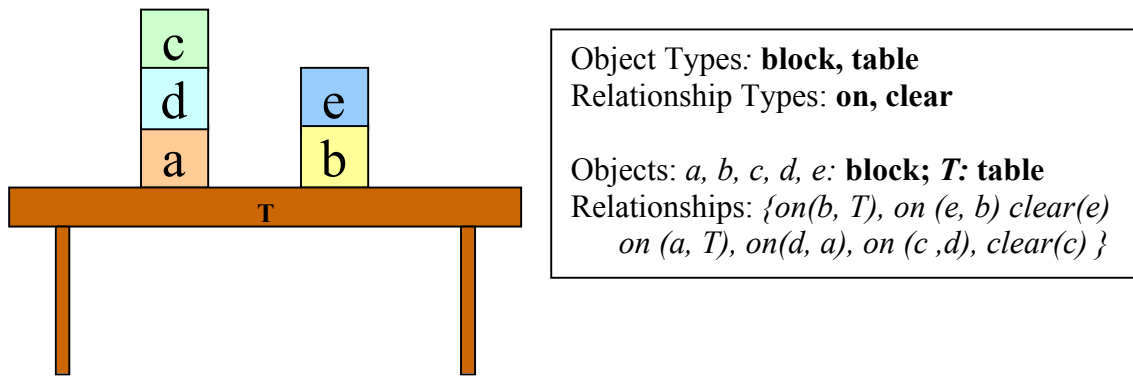 c
d
a
e
b
T
Object Types: block, table
Relationship Types: on, clear
Objects: a, b, c, d, e: block; T: table
Relationships: {on(b, T), on (e, b) clear(e)
on (a, T), on(d, a), on (c ,d), clear(c) }